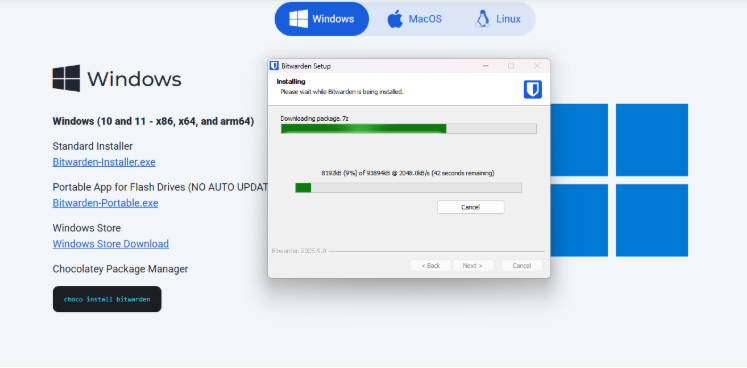 Windows
MacOS
Linux
Windows
Windows (10 and 11 - x86, x64, and arm64)
Standard Installer
Bitwarden-Installer.exe
Portable App for Flash Drives (NO AUTO UPDAT
Bitwarden-Portable.exe
Windows Store
Windows Store Download
Chocolatey Package Manager
choco install bitwarden
Bitwarden Setup
Installing
Please wait while Bitwarden is being installed.
Downloading package.7z
8192kB (9%) of 93894kB @ 2048.0kB/s (42 seconds remaining)
Cancel
Bitwarden 2025.9.0
< Back
Next >
Cancel